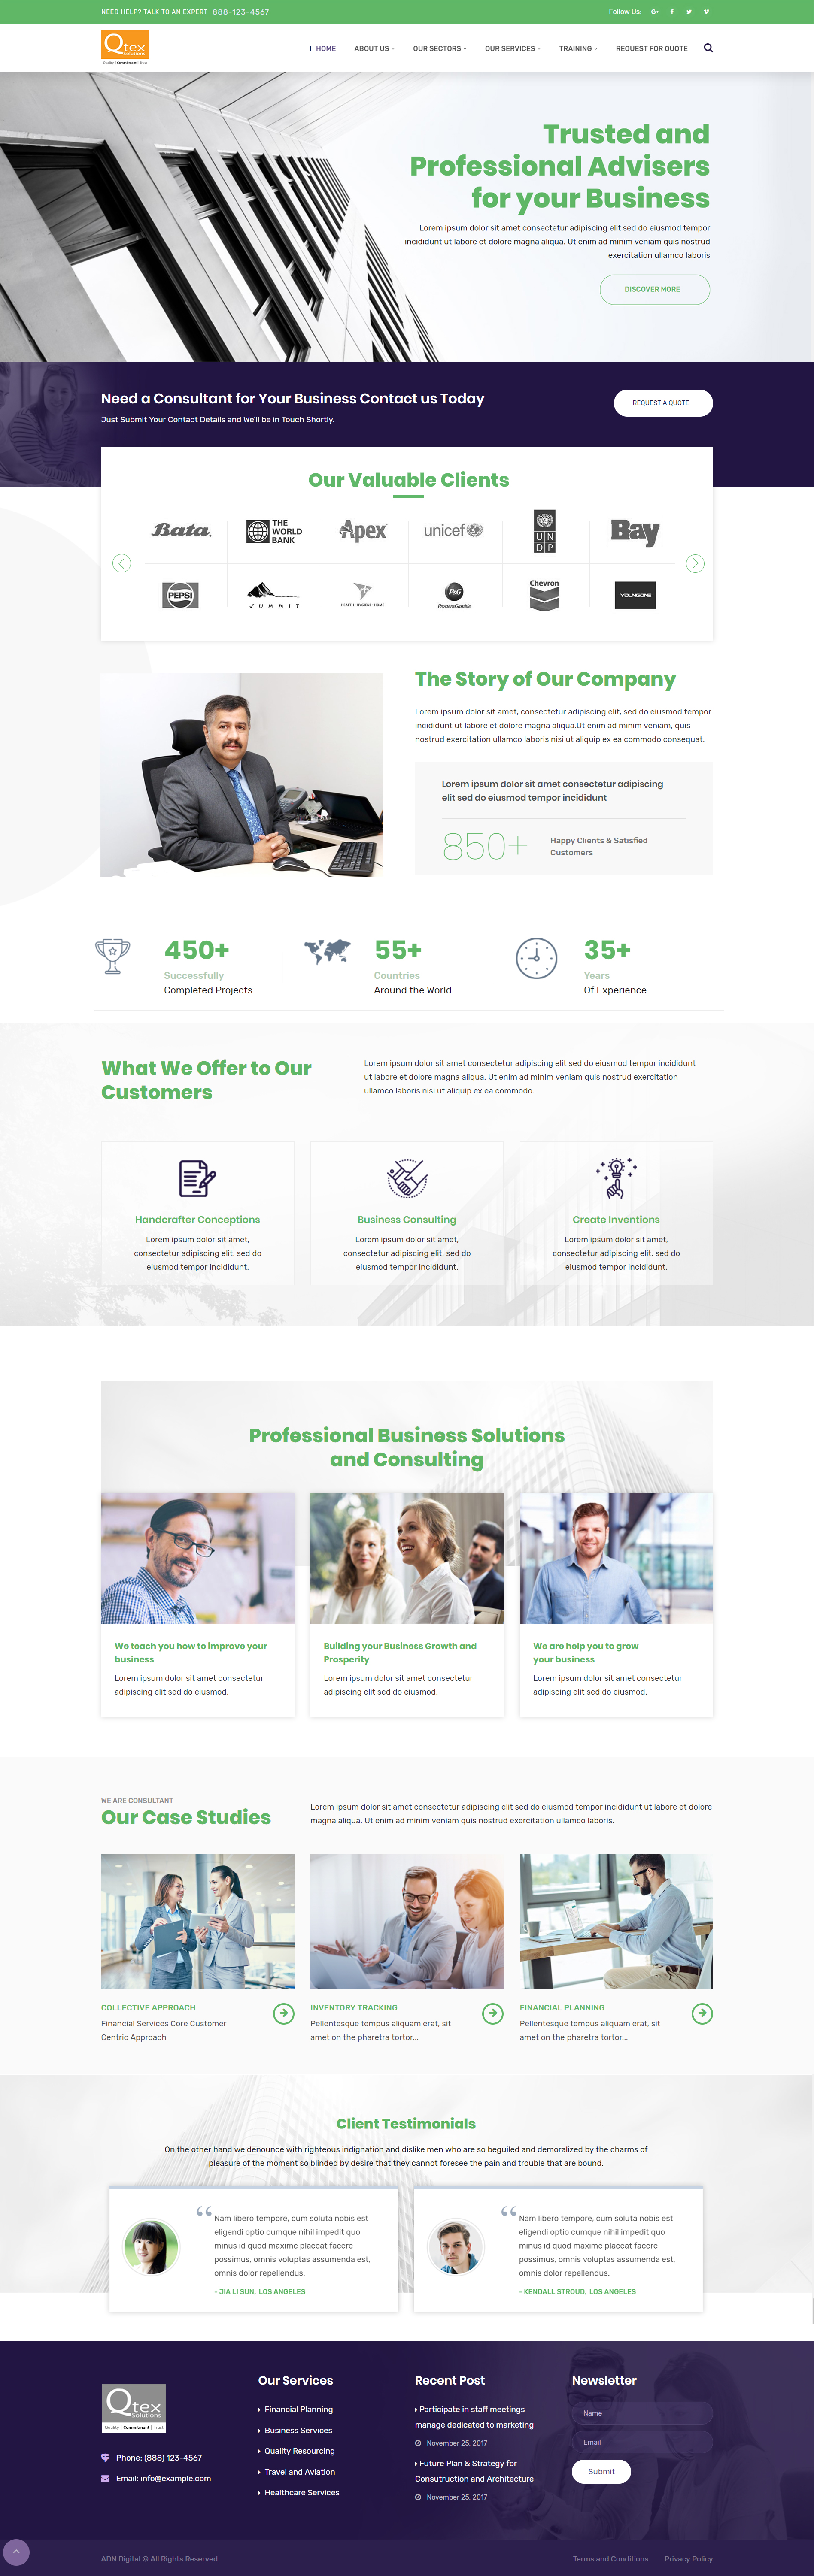 NEED HELP? TALK TO AN EXPERT 888-123-4567
Follow Us:
Qtex
Solutions
Quality | Commitment | Trust
HOME
ABOUT US
OUR SECTORS
OUR SERVICES
TRAINING
REQUEST FOR QUOTE
Trusted and
Professional Advisers
for your Business
Lorem ipsum dolor sit amet consectetur adipiscing elit sed do eiusmod tempor
incididunt ut labore et dolore magna aliqua. Ut enim ad minim veniam quis nostrud
exercitation ullamco laboris
DISCOVER MORE
Need a Consultant for Your Business Contact us Today
Just Submit Your Contact Details and We'll be in Touch Shortly.
REQUEST A QUOTE
Our Valuable Clients
Bata.
THE
WORLD
BANK
Apex
unicef
U N
D P
Bay
PEPSI
SUMMIT
HEALTH · HYGIENE · HOME
P&G
Procter&Gamble
Chevron
YOUNGONE
The Story of Our Company
Lorem ipsum dolor sit amet, consectetur adipiscing elit, sed do eiusmod tempor
incididunt ut labore et dolore magna aliqua.Ut enim ad minim veniam, quis
nostrud exercitation ullamco laboris nisi ut aliquip ex ea commodo consequat.
Lorem ipsum dolor sit amet consectetur adipiscing
elit sed do eiusmod tempor incididunt
850+
Happy Clients & Satisfied
Customers
450+
Successfully
Completed Projects
55+
Countries
Around the World
35+
Years
Of Experience
What We Offer to Our
Customers
Lorem ipsum dolor sit amet consectetur adipiscing elit sed do eiusmod tempor incididunt
ut labore et dolore magna aliqua. Ut enim ad minim veniam quis nostrud exercitation
ullamco laboris nisi ut aliquip ex ea commodo.
Handcrafter Conceptions
Lorem ipsum dolor sit amet,
consectetur adipiscing elit, sed do
eiusmod tempor incididunt.
Business Consulting
Lorem ipsum dolor sit amet,
consectetur adipiscing elit, sed do
eiusmod tempor incididunt.
Create Inventions
Lorem ipsum dolor sit amet,
consectetur adipiscing elit, sed do
eiusmod tempor incididunt.
Professional Business Solutions
and Consulting
We teach you how to improve your
business
Lorem ipsum dolor sit amet consectetur
adipiscing elit sed do eiusmod.
Building your Business Growth and
Prosperity
Lorem ipsum dolor sit amet consectetur
adipiscing elit sed do eiusmod.
We are help you to grow
your business
Lorem ipsum dolor sit amet consectetur
adipiscing elit sed do eiusmod.
WE ARE CONSULTANT
Our Case Studies
Lorem ipsum dolor sit amet consectetur adipiscing elit sed do eiusmod tempor incididunt ut labore et dolore
magna aliqua. Ut enim ad minim veniam quis nostrud exercitation ullamco laboris.
COLLECTIVE APPROACH
Financial Services Core Customer
Centric Approach
INVENTORY TRACKING
Pellentesque tempus aliquam erat, sit
amet on the pharetra tortor...
FINANCIAL PLANNING
Pellentesque tempus aliquam erat, sit
amet on the pharetra tortor...
Client Testimonials
On the other hand we denounce with righteous indignation and dislike men who are so beguiled and demoralized by the charms of
pleasure of the moment so blinded by desire that they cannot foresee the pain and trouble that are bound.
Nam libero tempore, cum soluta nobis est
eligendi optio cumque nihil impedit quo
minus id quod maxime placeat facere
possimus, omnis voluptas assumenda est,
omnis dolor repellendus.
- JIA LI SUN, LOS ANGELES
Nam libero tempore, cum soluta nobis est
eligendi optio cumque nihil impedit quo
minus id quod maxime placeat facere
possimus, omnis voluptas assumenda est,
omnis dolor repellendus.
- KENDALL STROUD, LOS ANGELES
Qtex
Solutions
Quality | Commitment | Trust
Phone: (888) 123-4567
Email: info@example.com
Our Services
Financial Planning
Business Services
Quality Resourcing
Travel and Aviation
Healthcare Services
Recent Post
Participate in staff meetings
manage dedicated to marketing
November 25, 2017
Future Plan & Strategy for
Consutruction and Architecture
November 25, 2017
Newsletter
Name
Email
Submit
ADN Digital © All Rights Reserved
Terms and Conditions
Privacy Policy